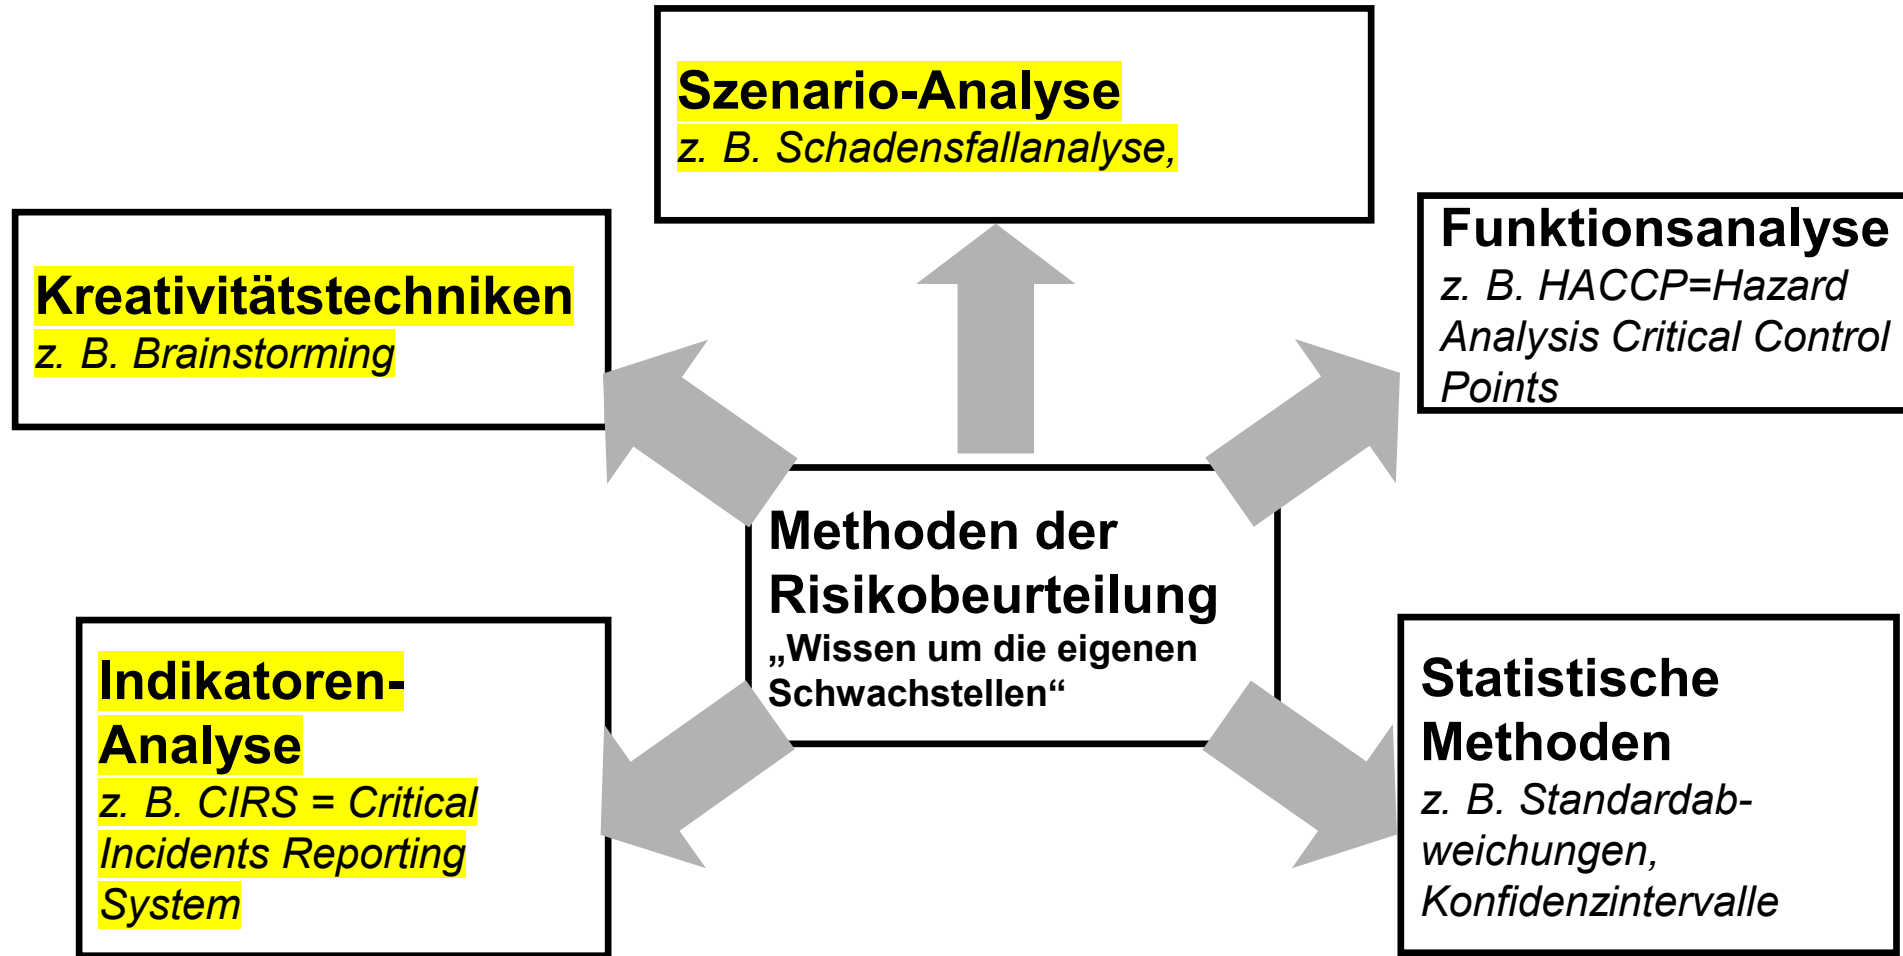 Szenario-Analyse
z. B. Schadensfallanalyse,
Kreativitätstechniken
z. B. Brainstorming
Funktionsanalyse
z. B. HACCP=Hazard
Analysis Critical Control
Points
Methoden der
Risikobeurteilung
„Wissen um die eigenen
Schwachstellen“
Indikatoren-
Analyse
z. B. CIRS = Critical
Incidents Reporting
System
Statistische
Methoden
z. B. Standardab-
weichungen,
Konfidenzintervalle